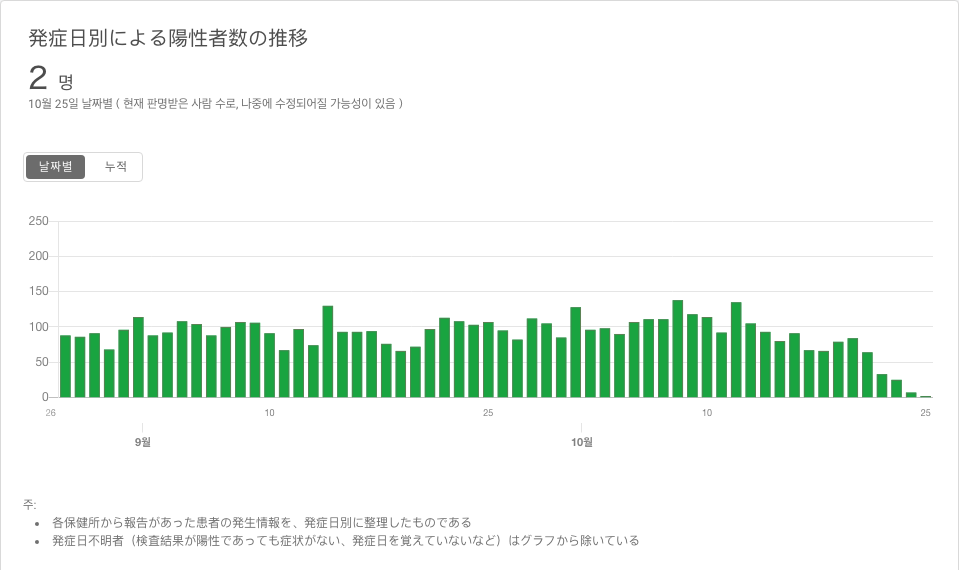 発症日別による陽性者数の推移
2 명
10월 25일 날짜별 ( 현재 판명받은 사람 수로, 나중에 수정되어질 가능성이 있음 )
날짜별 누적
250
200
150
100
50
0
26 10 25 10 25
9월 10월
주:
• 各保健所から報告があった患者の発生情報を、発症日別に整理したものである
• 発症日不明者（検査結果が陽性であっても症状がない、発症日を覚えていないなど）はグラフから除いている